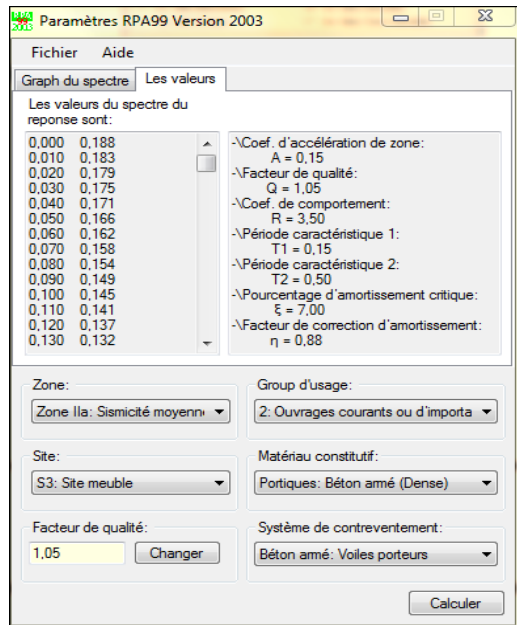 RPA
99
2003
Paramètres RPA99 Version 2003
Fichier Aide
Graph du spectre Les valeurs
Les valeurs du spectre du
reponse sont:
0,000 0,188
0,010 0,183
0,020 0,179
0,030 0,175
0,040 0,171
0,050 0,166
0,060 0,162
0,070 0,158
0,080 0,154
0,090 0,149
0,100 0,145
0,110 0,141
0,120 0,137
0,130 0,132
-\Coef. d'accélération de zone:
A = 0,15
-\Facteur de qualité:
Q = 1,05
-\Coef. de comportement:
R = 3,50
-\Période caractéristique 1:
T1 = 0,15
-\Période caractéristique 2:
T2 = 0,50
-\Pourcentage d'amortissement critique:
ξ = 7,00
-\Facteur de correction d'amortissement:
η = 0,88
Zone:
Zone IIa: Sismicité moyenn
Group d'usage:
2: Ouvrages courants ou d'importa
Site:
S3: Site meuble
Matériau constitutif:
Portiques: Béton armé (Dense)
Facteur de qualité:
1,05 Changer
Système de contreventement:
Béton armé: Voiles porteurs
Calculer